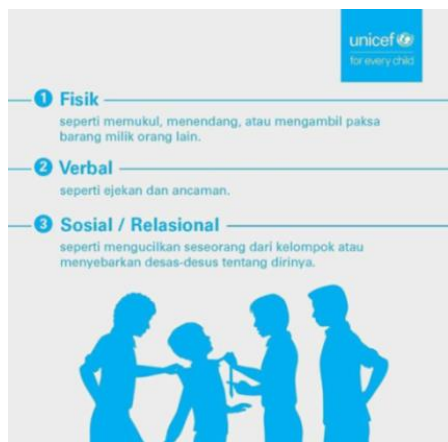 unicef
for every child
1 Fisik
seperti memukul, menendang, atau mengambil paksa
barang milik orang lain.
2 Verbal
seperti ejekan dan ancaman.
3 Sosial / Relasional
seperti mengucilkan seseorang dari kelompok atau
menyebarkan desas-desus tentang dirinya.